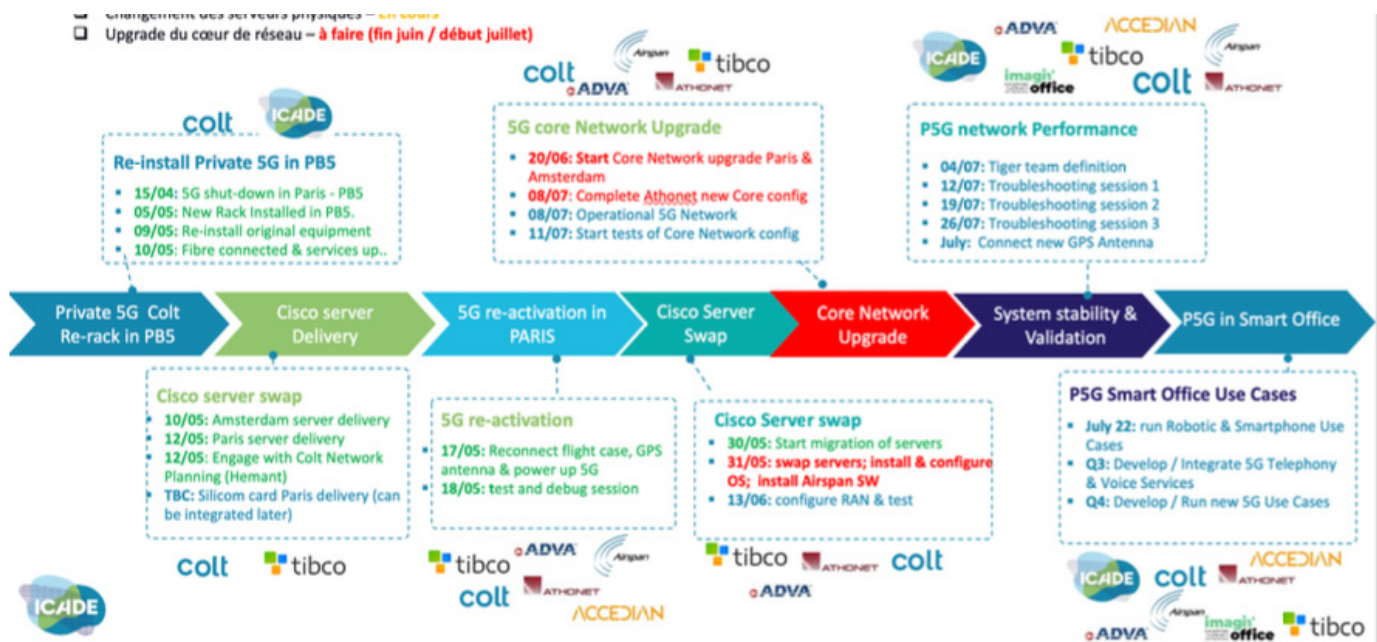 Changement des serveurs physiques – En cours
Upgrade du cœur de réseau – à faire (fin juin / début juillet)
colt
ICADE
Re-install Private 5G in PB5
15/04: 5G shut-down in Paris - PB5
05/05: New Rack Installed in PB5.
09/05: Re-install original equipment
10/05: Fibre connected & services up..
colt
Airspan
tibco
ADVA
ATHONET
5G core Network Upgrade
20/06: Start Core Network upgrade Paris &
Amsterdam
08/07: Complete Athonet new Core config
08/07: Operational 5G Network
11/07: Start tests of Core Network config
ICADE
ADVA
ACCEDIAN
tibco
Airspan
imagin'
office
colt
ATHONET
P5G network Performance
04/07: Tiger team definition
12/07: Troubleshooting session 1
19/07: Troubleshooting session 2
26/07: Troubleshooting session 3
July: Connect new GPS Antenna
Private 5G Colt
Re-rack in PB5
Cisco server
Delivery
5G re-activation in
PARIS
Cisco Server
Swap
Core Network
Upgrade
System stability &
Validation
P5G in Smart Office
Cisco server swap
10/05: Amsterdam server delivery
12/05: Paris server delivery
12/05: Engage with Colt Network
Planning (Hemant)
TBC: Silicom card Paris delivery (can
be integrated later)
colt
tibco
5G re-activation
17/05: Reconnect flight case, GPS
antenna & power up 5G
18/05: test and debug session
tibco
ADVA
Airspan
colt
ATHONET
ACCEDIAN
Cisco Server swap
30/05: Start migration of servers
31/05: swap servers; install & configure
OS; install Airspan SW
13/06: configure RAN & test
tibco
ATHONET
colt
ADVA
P5G Smart Office Use Cases
July 22: run Robotic & Smartphone Use
Cases
Q3: Develop / Integrate 5G Telephony
& Voice Services
Q4: Develop / Run new 5G Use Cases
ICADE
colt
ACCEDIAN
ATHONET
ADVA
Airspan
imagin'
office
tibco
ICADE